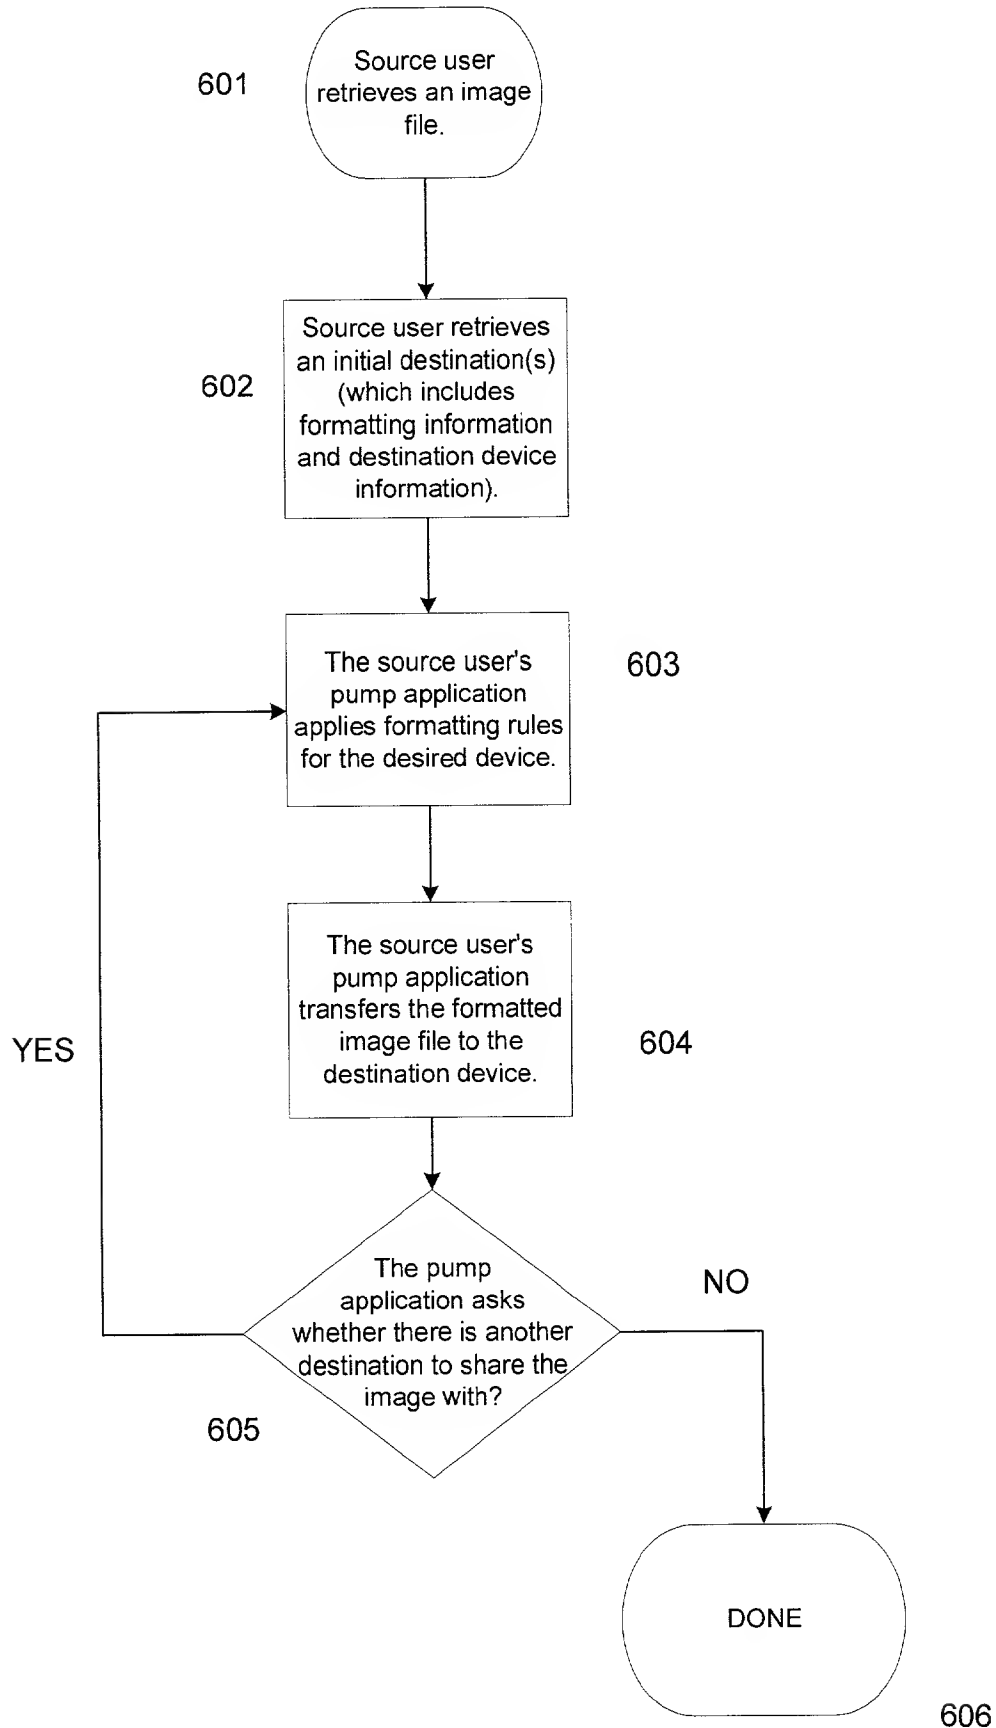 601
Source user
retrieves an image
file.
602
Source user retrieves
an initial destination(s)
(which includes
formatting information
and destination device
information).
603
The source user's
pump application
applies formatting rules
for the desired device.
The source user's
pump application
transfers the formatted
image file to the
destination device.
604
YES
The pump
application asks
whether there is another
destination to share the
image with?
NO
605
DONE
606